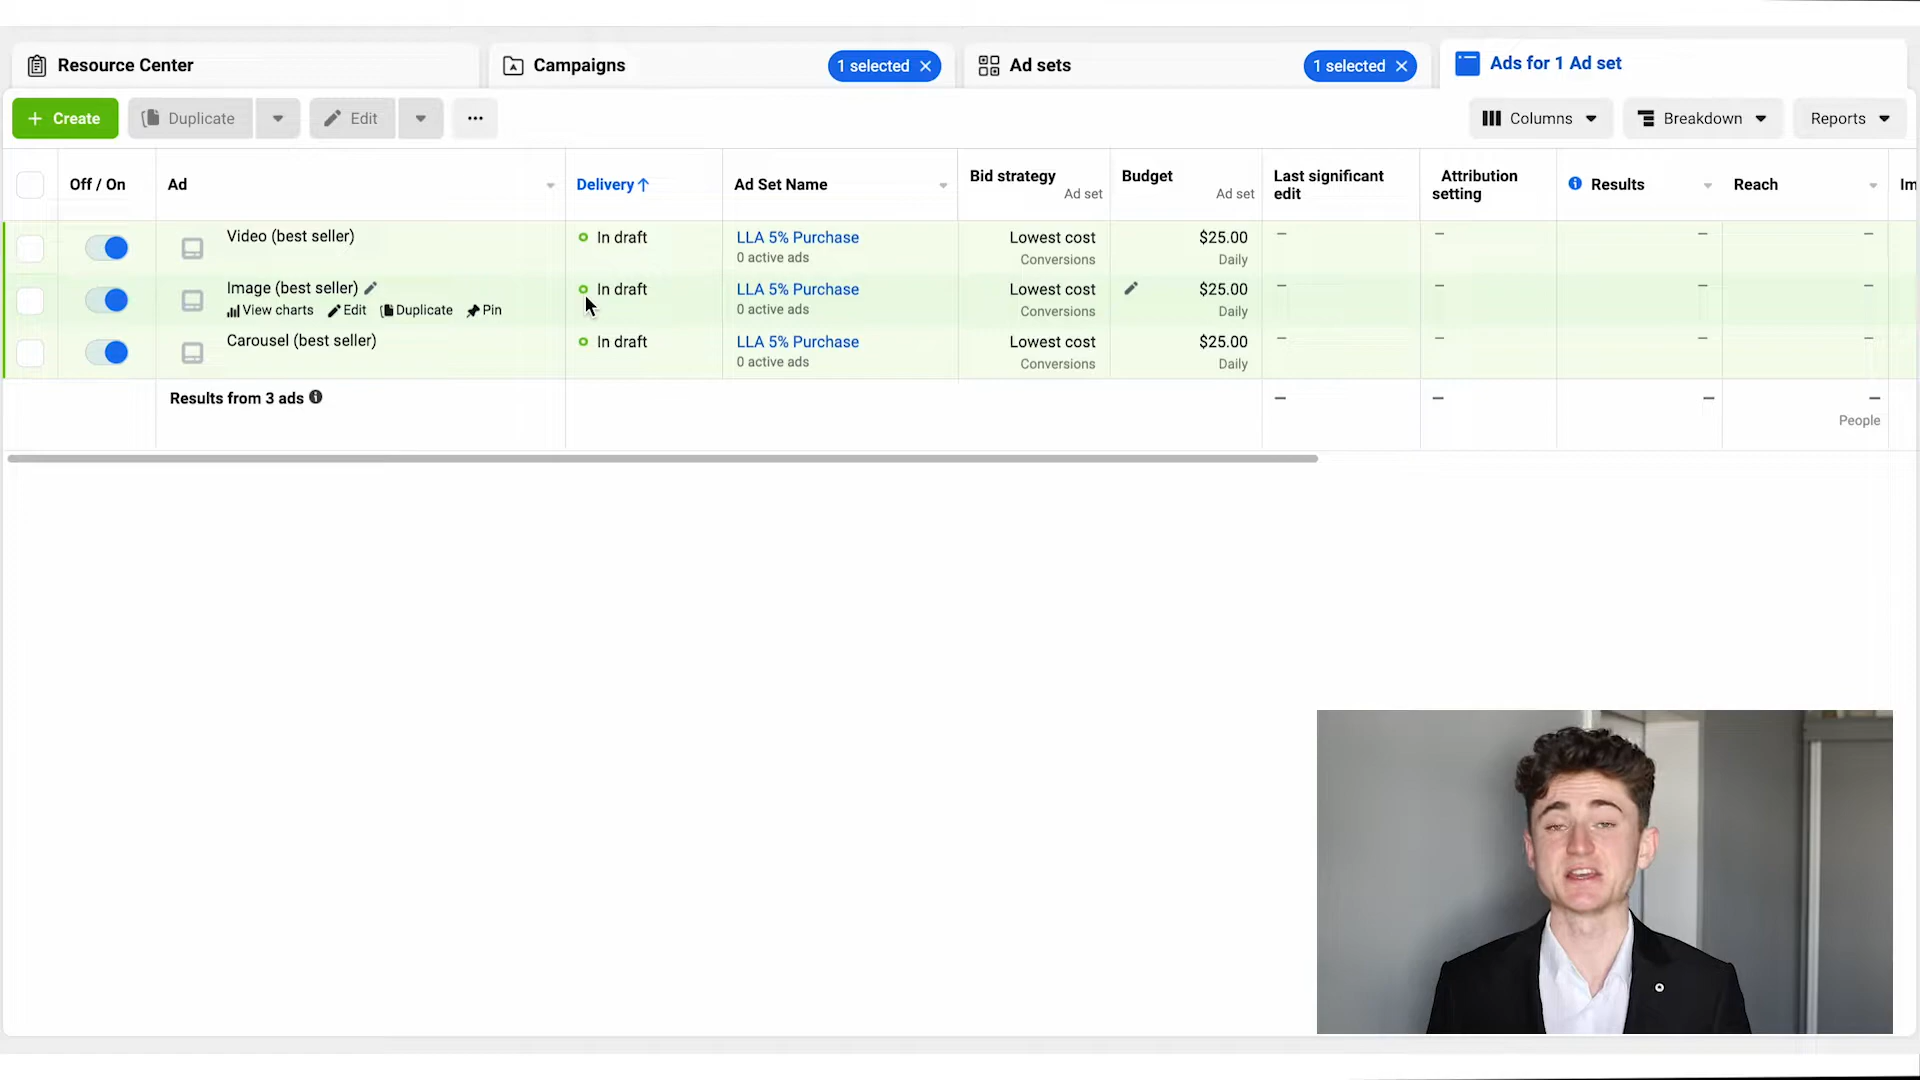 Resource Center
Campaigns
1 selected
Ad sets
1 selected
Ads for 1 Ad set
Create
Duplicate
Edit
Columns
Breakdown
Reports
Off / On
Ad
Delivery
Ad Set Name
Bid strategy
Ad set
Budget
Ad set
Last significant
edit
Attribution
setting
Results
Reach
Im
Video (best seller)
In draft
LLA 5% Purchase
0 active ads
Lowest cost
Conversions
$25.00
Daily
Image (best seller)
View charts
Edit
Duplicate
Pin
In draft
LLA 5% Purchase
0 active ads
Lowest cost
Conversions
$25.00
Daily
Carousel (best seller)
In draft
LLA 5% Purchase
0 active ads
Lowest cost
Conversions
$25.00
Daily
Results from 3 ads
People